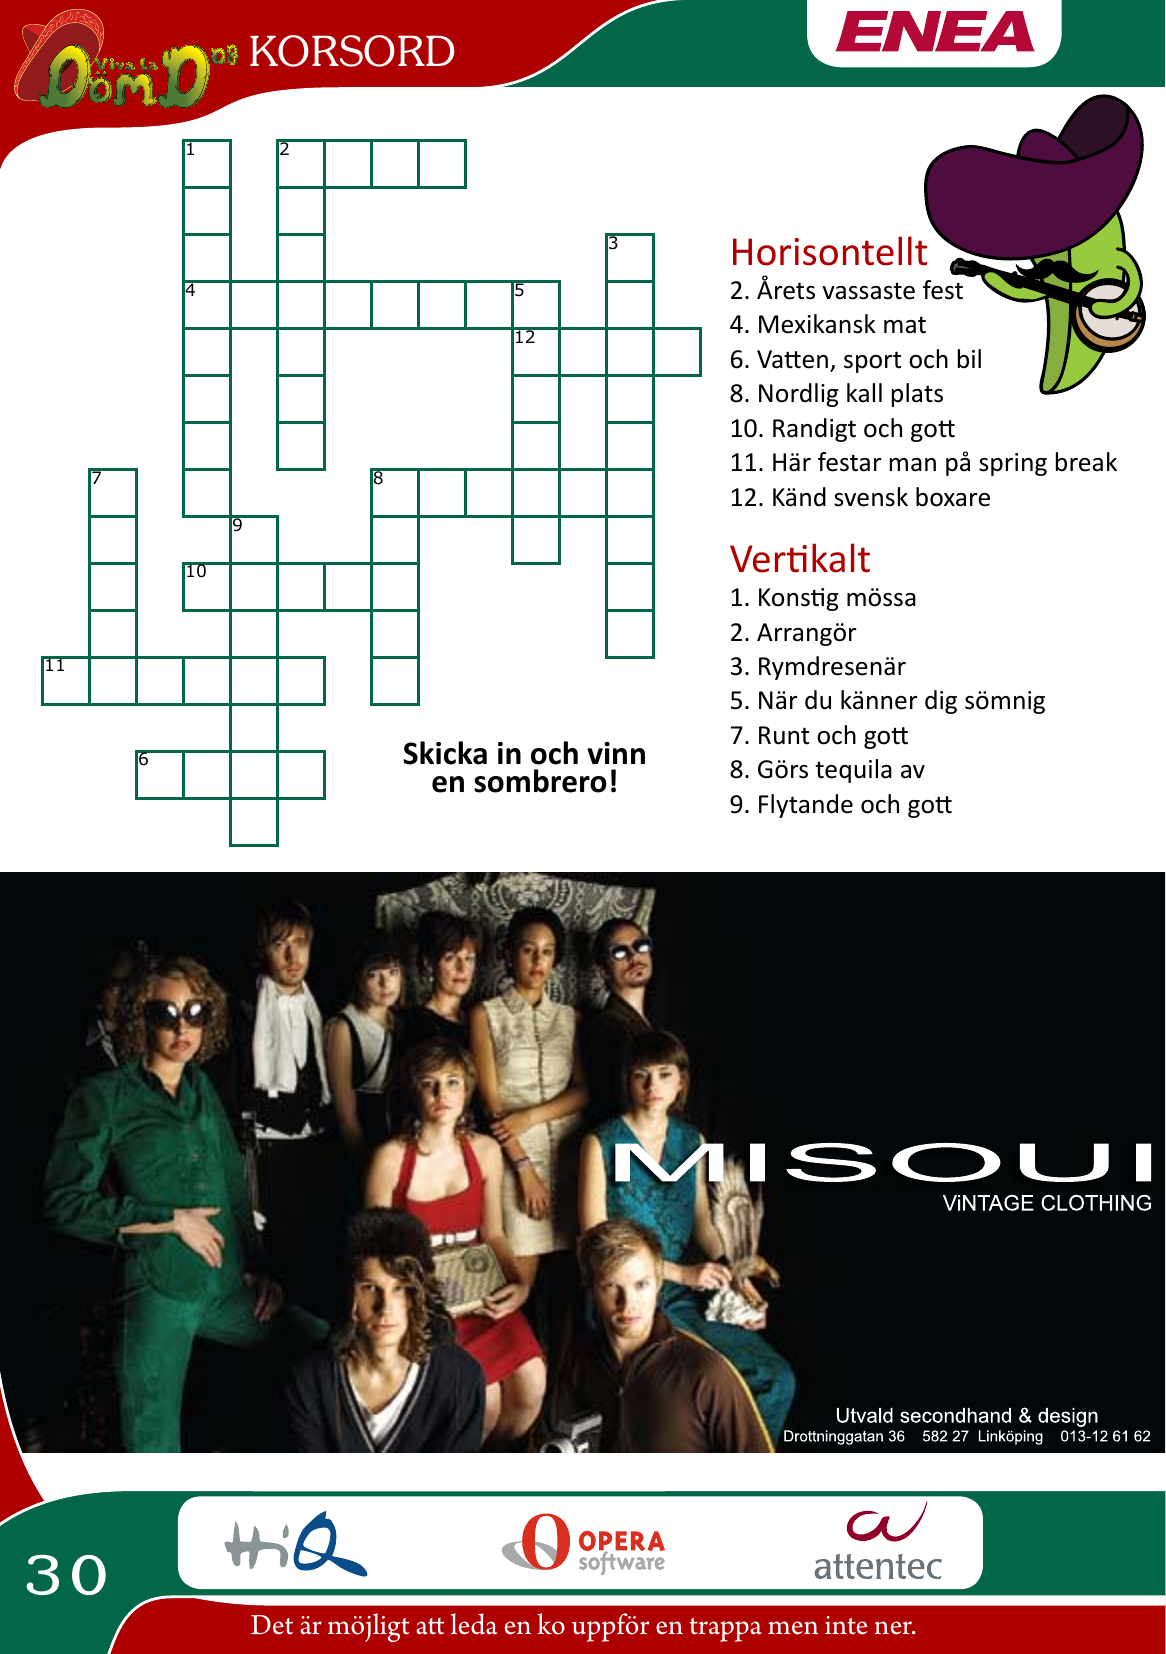 Viva la
DömD
08
KORSORD
ENEA
1
2
3
4
5
12
7
8
9
10
11
6
Skicka in och vinn
en sombrero!
Horisontellt
2. Årets vassaste fest
4. Mexikansk mat
6. Vatten, sport och bil
8. Nordlig kall plats
10. Randigt och gott
11. Här festar man på spring break
12. Känd svensk boxare
Vertikalt
1. Konstig mössa
2. Arrangör
3. Rymdresenär
5. När du känner dig sömnig
7. Runt och gott
8. Görs tequila av
9. Flytande och gott
MISOUI
ViNTAGE CLOTHING
Utvald secondhand & design
Drottninggatan 36 582 27 Linköping 013-12 61 62
30
HiQ
OPERA
software
attentec
Det är möjligt att leda en ko uppför en trappa men inte ner.